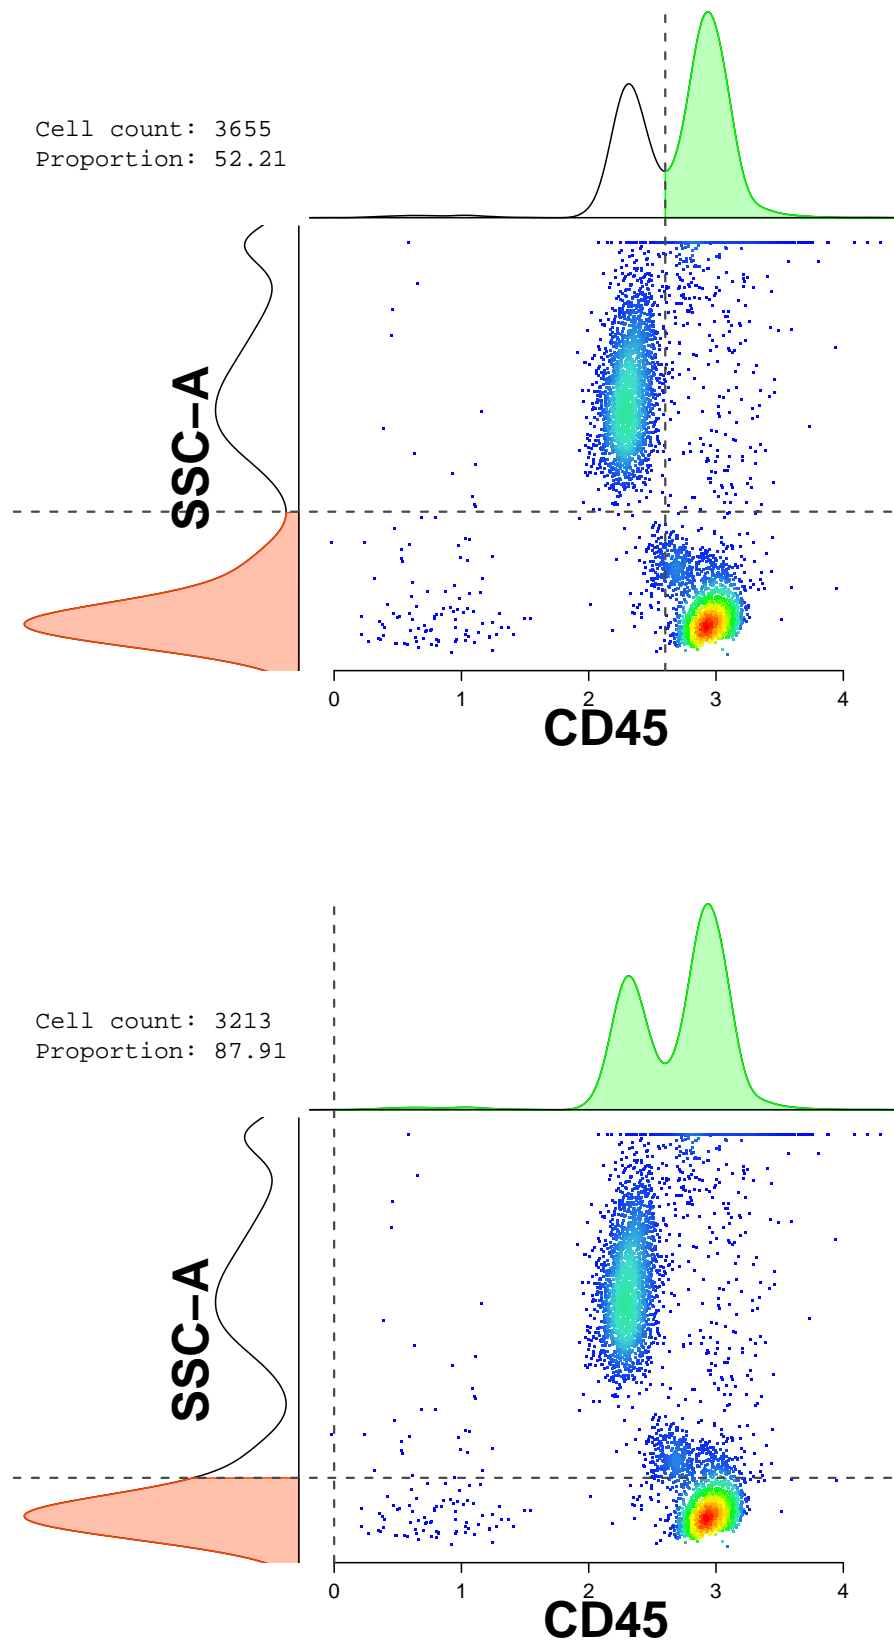 Cell count: 3655
Proportion: 52.21
SSC−A
0 1 2 3 4
CD45
Cell count: 3213
Proportion: 87.91
SSC−A
0 1 2 3 4
CD45